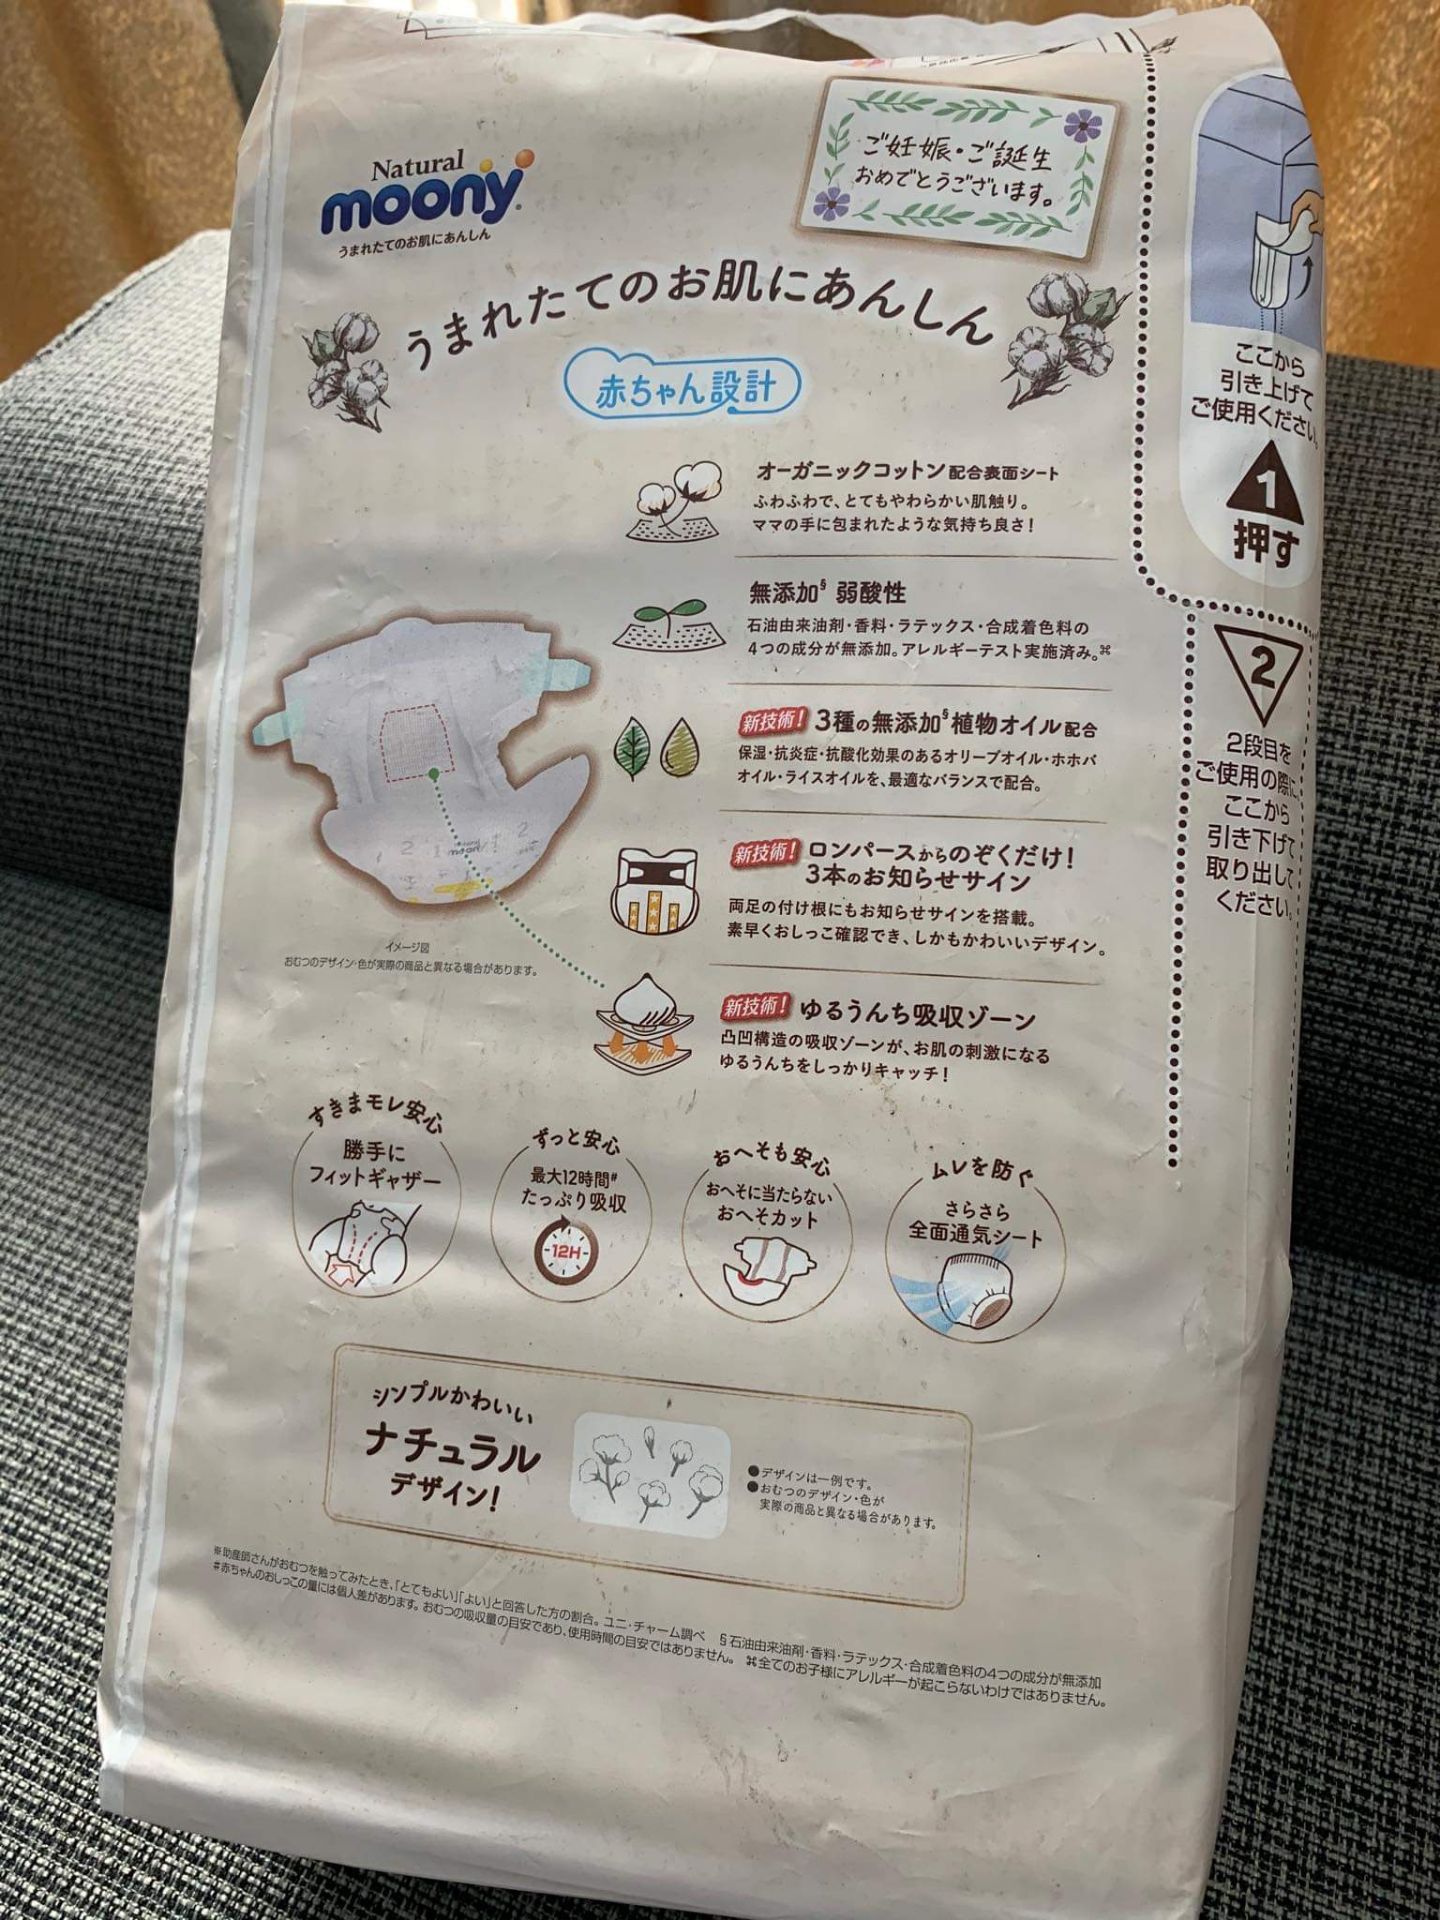 Natural
moony
うまれたてのお肌にあんしん
ご妊娠・ご誕生
おめでとうございます。
うまれたてのお肌にあんしん
赤ちゃん設計
オーガニックコットン配合表面シート
ふわふわで、とてもやわらかい肌触り。
ママの手に包まれたような気持ち良さ!
無添加§ 弱酸性
石油由来油剤・香料・ラテックス・合成着色料の
4つの成分が無添加。アレルギーテスト実施済み。⌘
新技術! 3種の無添加§植物オイル配合
保湿・抗炎症・抗酸化効果のあるオリーブオイル・ホホバ
オイル・ライスオイルを、最適なバランスで配合。
新技術! ロンパースからのぞくだけ!
3本のお知らせサイン
両足の付け根にもお知らせサインを搭載。
素早くおしっこ確認でき、しかもかわいいデザイン。
新技術! ゆるうんち吸収ゾーン
凸凹構造の吸収ゾーンが、お肌の刺激になる
ゆるうんちをしっかりキャッチ!
イメージ図
おむつのデザイン・色が実際の商品と異なる場合があります。
すきまモレ安心
勝手に
フィットギャザー
ずっと安心
最大12時間#
たっぷり吸収
12H
おへそも安心
おへそに当たらない
おへそカット
ムレを防ぐ
さらさら
全面通気シート
シンプルかわいい
ナチュラル
デザイン!
●デザインは一例です。
●おむつのデザイン・色が
実際の商品と異なる場合があります。
※助産師さんがおむつを触ってみたとき、「とてもよい」「よい」と回答した方の割合。ユニ・チャーム調べ §石油由来油剤・香料・ラテックス・合成着色料の4つの成分が無添加
#赤ちゃんのおしっこの量には個人差があります。おむつの吸収量の目安であり、使用時間の目安ではありません。 ⌘全てのお子様にアレルギーが起こらないわけではありません。
ここから
引き上げて
ご使用ください。
1
押す
2
2段目を
ご使用の際に、
ここから
引き下げて
取り出して
ください。